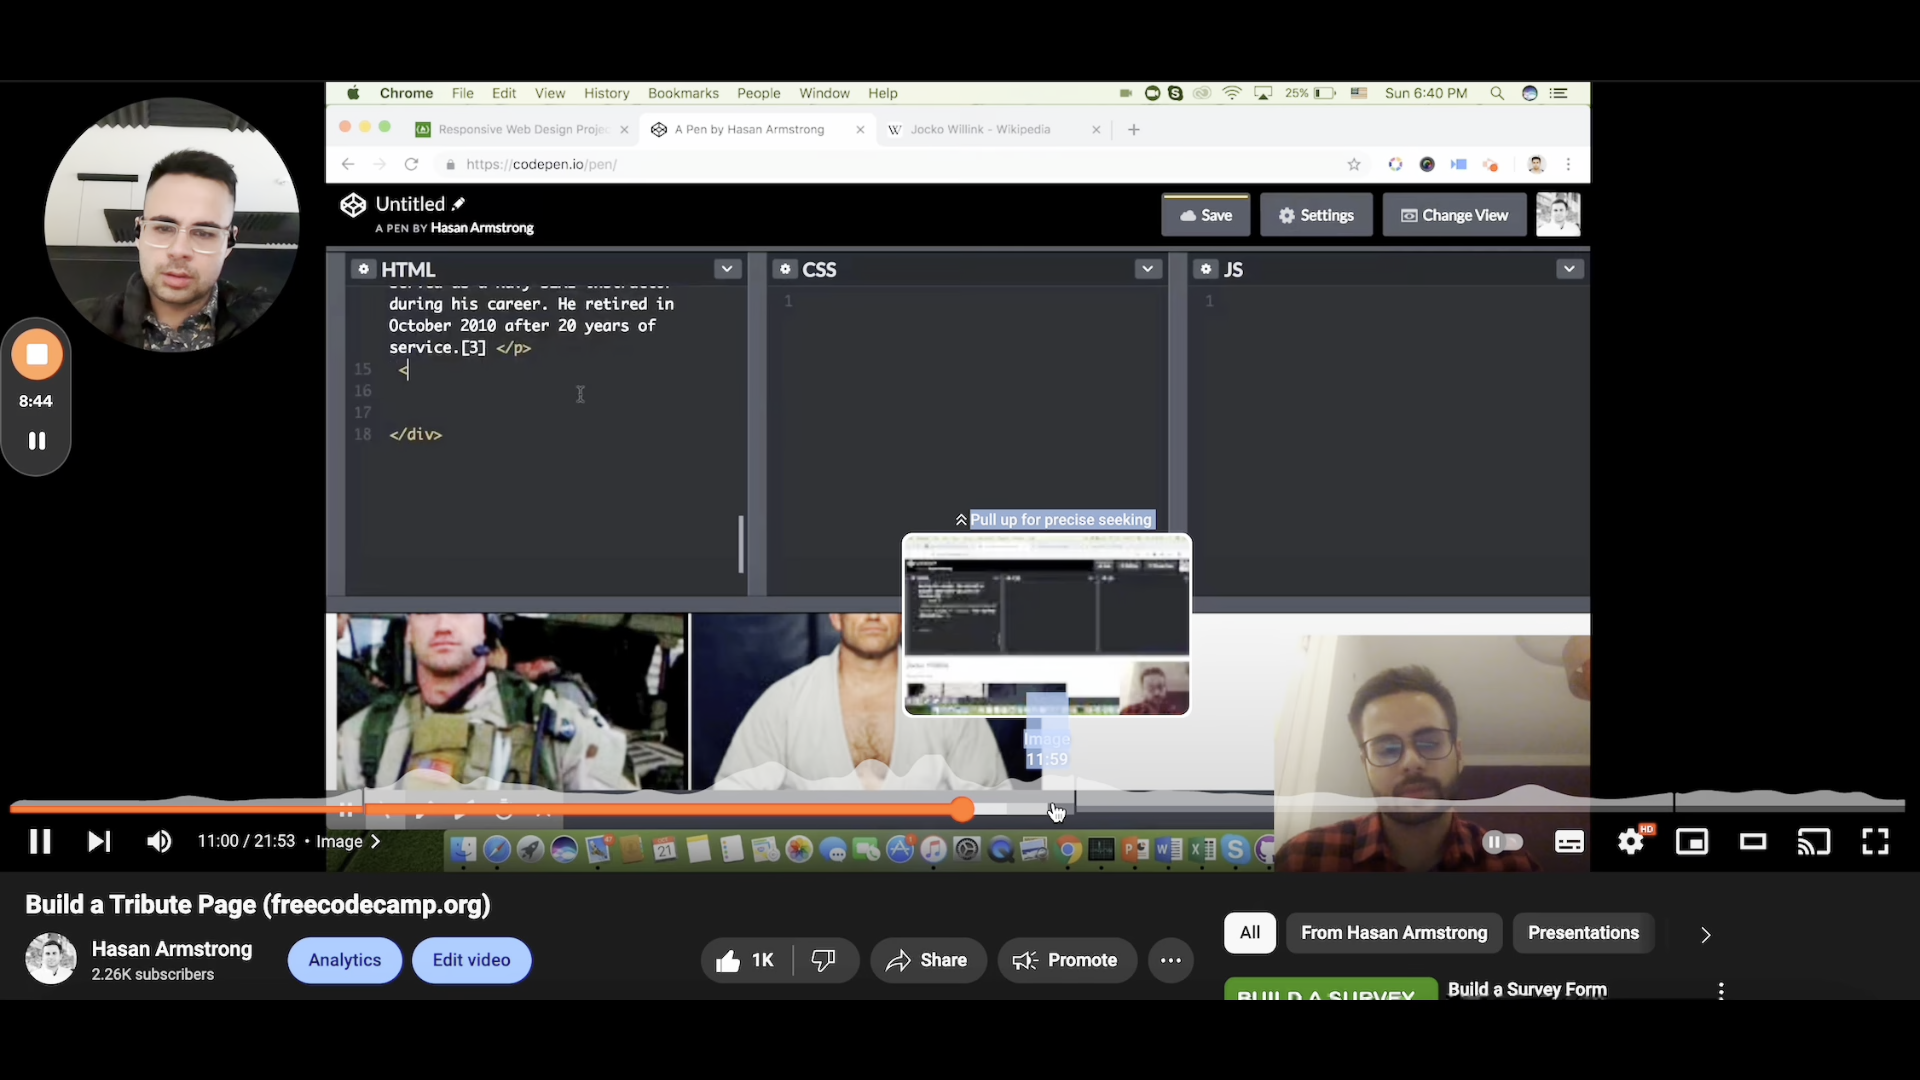 Chrome File Edit View History Bookmarks People Window Help
25% Sun 6:40 PM
Responsive Web Design Projec
A Pen by Hasan Armstrong
W Jocko Willink - Wikipedia
https://codepen.io/pen/
Untitled
A PEN BY Hasan Armstrong
Save
Settings
Change View
HTML
CSS
JS
during his career. He retired in
October 2010 after 20 years of
service.[3] </p>
15 <
16
17
18 </div>
1
1
8:44
Pull up for precise seeking
Image
11:59
11:00 / 21:53 • Image
HD
21
Build a Tribute Page (freecodecamp.org)
Hasan Armstrong
2.26K subscribers
Analytics
Edit video
1K
Share
Promote
All
From Hasan Armstrong
Presentations
BUILD A SURVEY
Build a Survey Form